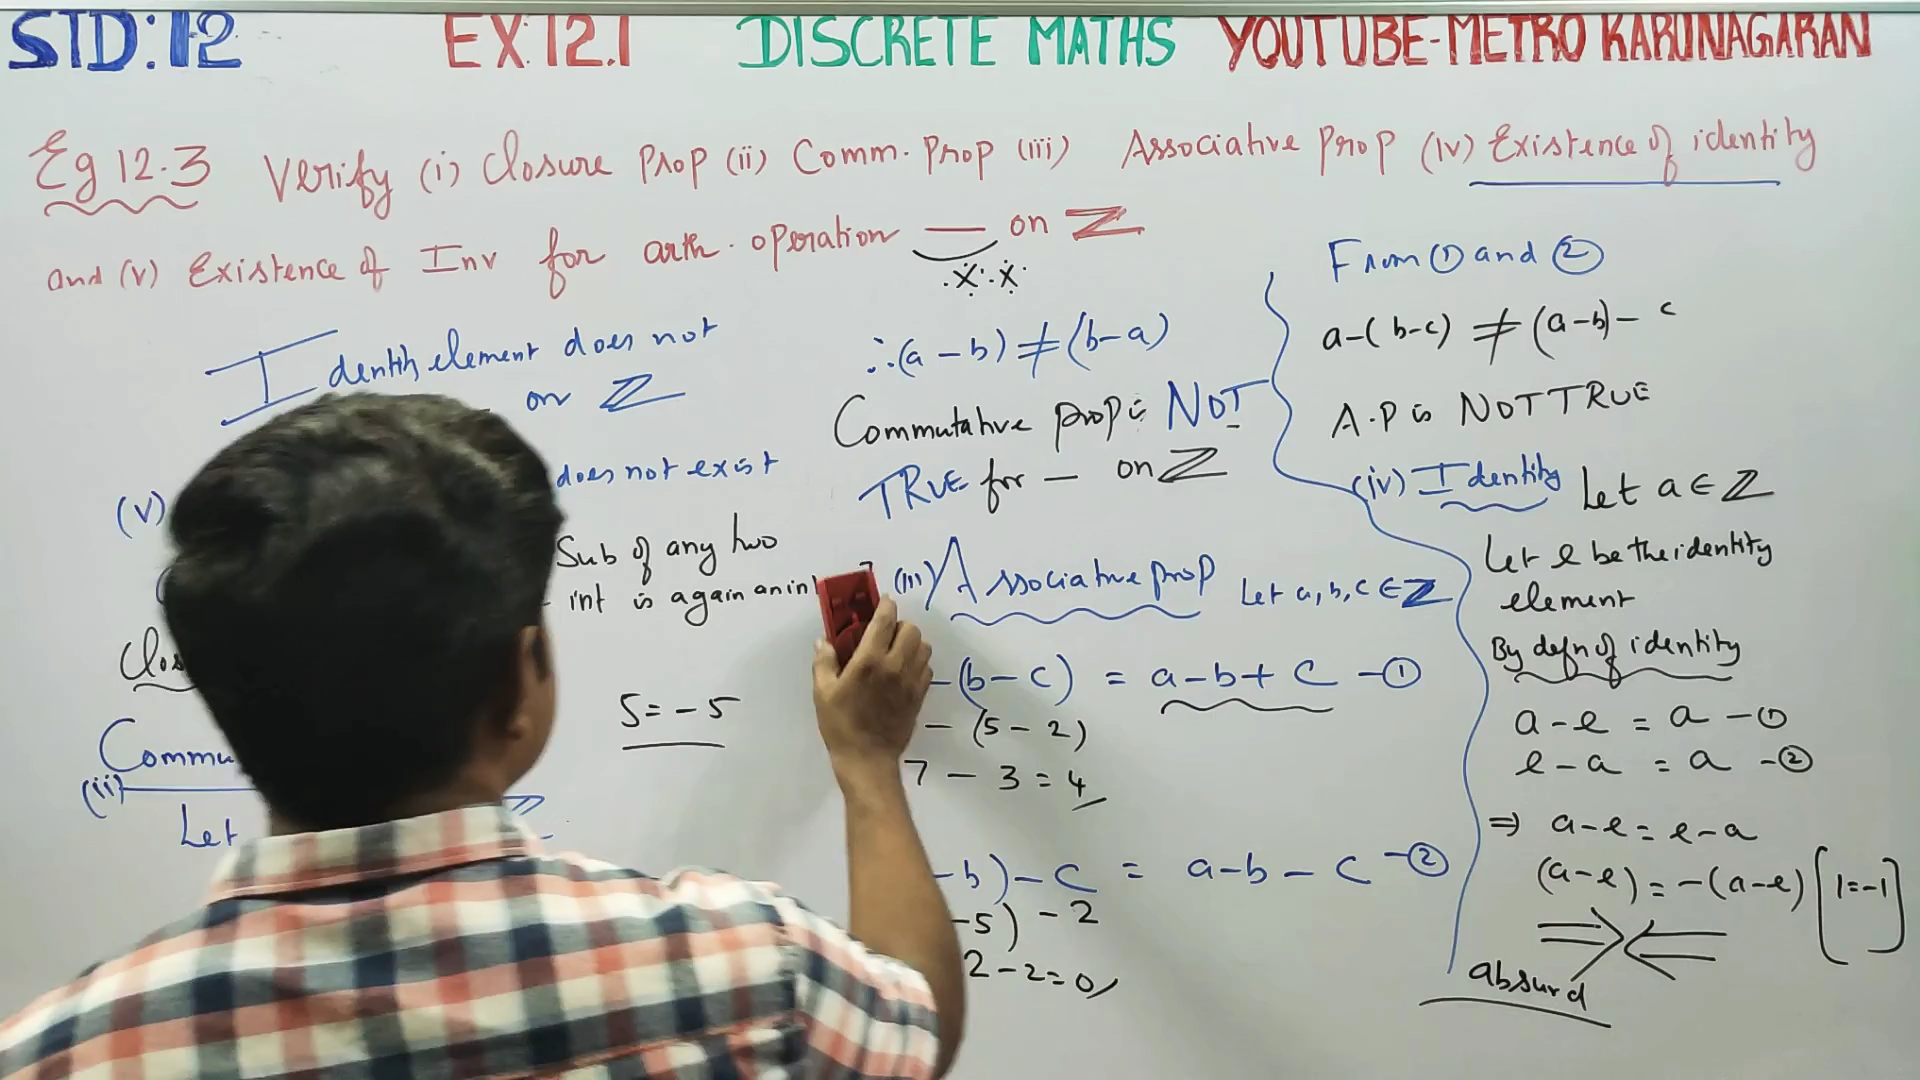 STD:12 EX:12.1 DISCRETE MATHS YOUTUBE-METRO KARUNAGARAN
Eg 12.3 Verify (i) Closure Prop (ii) Comm. Prop (iii) Associative Prop (iv) Existence of identity
and (v) Existence of Inv for arth. operation — on ℤ
Identity element does not
on ℤ
(v) does not exist
Sub of any two
int is again an int
Clos
Commu
(ii)
Let
5 = - 5
∴ (a - b) ≠ (b - a)
Commutative prop is NOT
TRUE for — on ℤ
(iii) Associative prop Let a, b, c ∈ ℤ
-(b - c) = a - b + c - ①
- (5 - 2)
7 - 3 = 4
- b) - c = a - b - c - ②
- 5) - 2
2 - 2 = 0
From ① and ②
a - (b - c) ≠ (a - b) - c
A.P is NOT TRUE
(iv) Identity Let a ∈ ℤ
Let e be the identity
element
By defn of identity
a - e = a - ①
e - a = a - ②
⇒ a - e = e - a
(a - e) = -(a - e) [1 = -1]
absurd